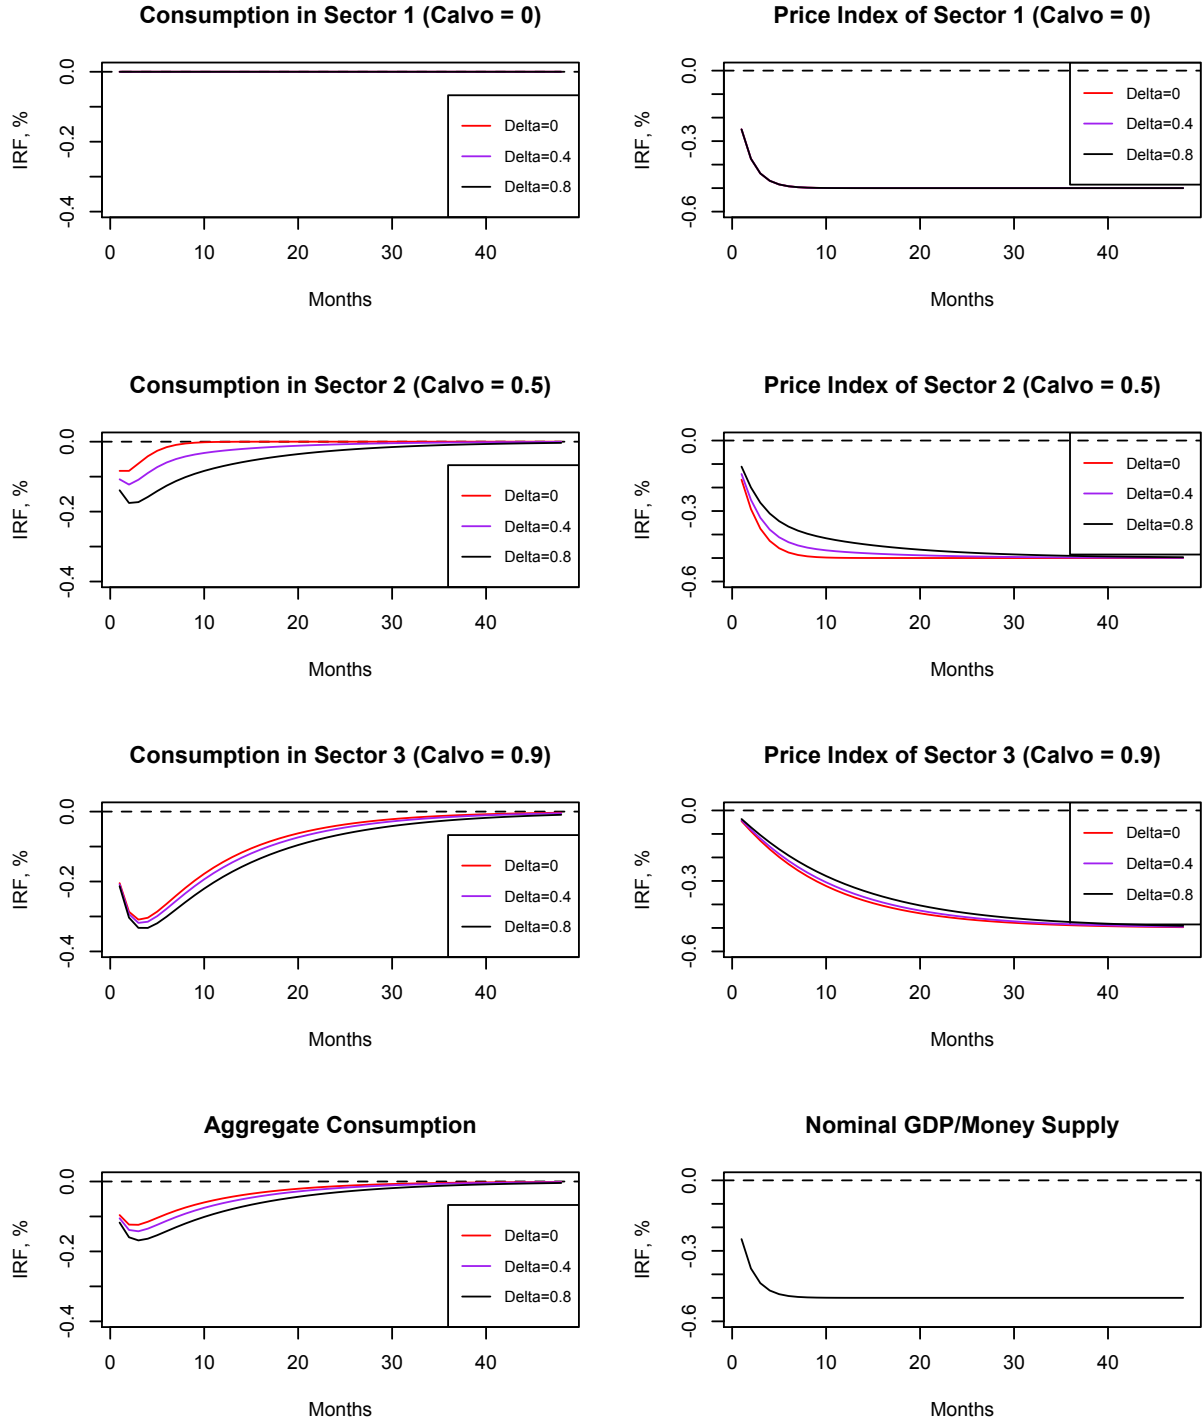 Consumption in Sector 1 (Calvo = 0)
IRF, %
0.0
-0.2
-0.4
Delta=0
Delta=0.4
Delta=0.8
0 10 20 30 40
Months
Price Index of Sector 1 (Calvo = 0)
IRF, %
0.0
-0.3
-0.6
Delta=0
Delta=0.4
Delta=0.8
0 10 20 30 40
Months
Consumption in Sector 2 (Calvo = 0.5)
IRF, %
0.0
-0.2
-0.4
Delta=0
Delta=0.4
Delta=0.8
0 10 20 30 40
Months
Price Index of Sector 2 (Calvo = 0.5)
IRF, %
0.0
-0.3
-0.6
Delta=0
Delta=0.4
Delta=0.8
0 10 20 30 40
Months
Consumption in Sector 3 (Calvo = 0.9)
IRF, %
0.0
-0.2
-0.4
Delta=0
Delta=0.4
Delta=0.8
0 10 20 30 40
Months
Price Index of Sector 3 (Calvo = 0.9)
IRF, %
0.0
-0.3
-0.6
Delta=0
Delta=0.4
Delta=0.8
0 10 20 30 40
Months
Aggregate Consumption
IRF, %
0.0
-0.2
-0.4
Delta=0
Delta=0.4
Delta=0.8
0 10 20 30 40
Months
Nominal GDP/Money Supply
IRF, %
0.0
-0.3
-0.6
0 10 20 30 40
Months